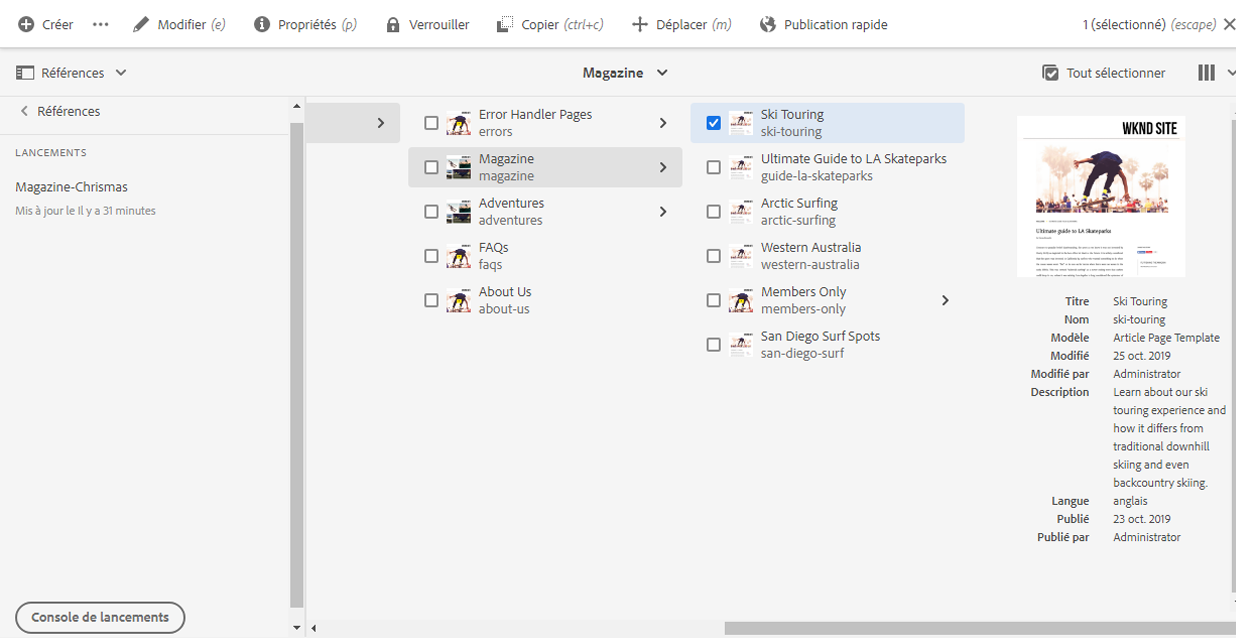 Créer
Modifier (e)
Propriétés (p)
Verrouiller
Copier (ctrl+c)
Déplacer (m)
Publication rapide
1 (sélectionné) (escape)
Références
Magazine
Tout sélectionner
Références
LANCEMENTS
Magazine-Chrismas
Mis à jour le Il y a 31 minutes
Console de lancements
Error Handler Pages
errors
Magazine
magazine
Adventures
adventures
FAQs
faqs
About Us
about-us
Ski Touring
ski-touring
Ultimate Guide to LA Skateparks
guide-la-skateparks
Arctic Surfing
arctic-surfing
Western Australia
western-australia
Members Only
members-only
San Diego Surf Spots
san-diego-surf
WKND SITE
Ultimate guide to LA Skateparks
Titre Ski Touring
Nom ski-touring
Modèle Article Page Template
Modifié 25 oct. 2019
Modifié par Administrator
Description Learn about our ski
touring experience and
how it differs from
traditional downhill
skiing and even
backcountry skiing.
Langue anglais
Publié 23 oct. 2019
Publié par Administrator